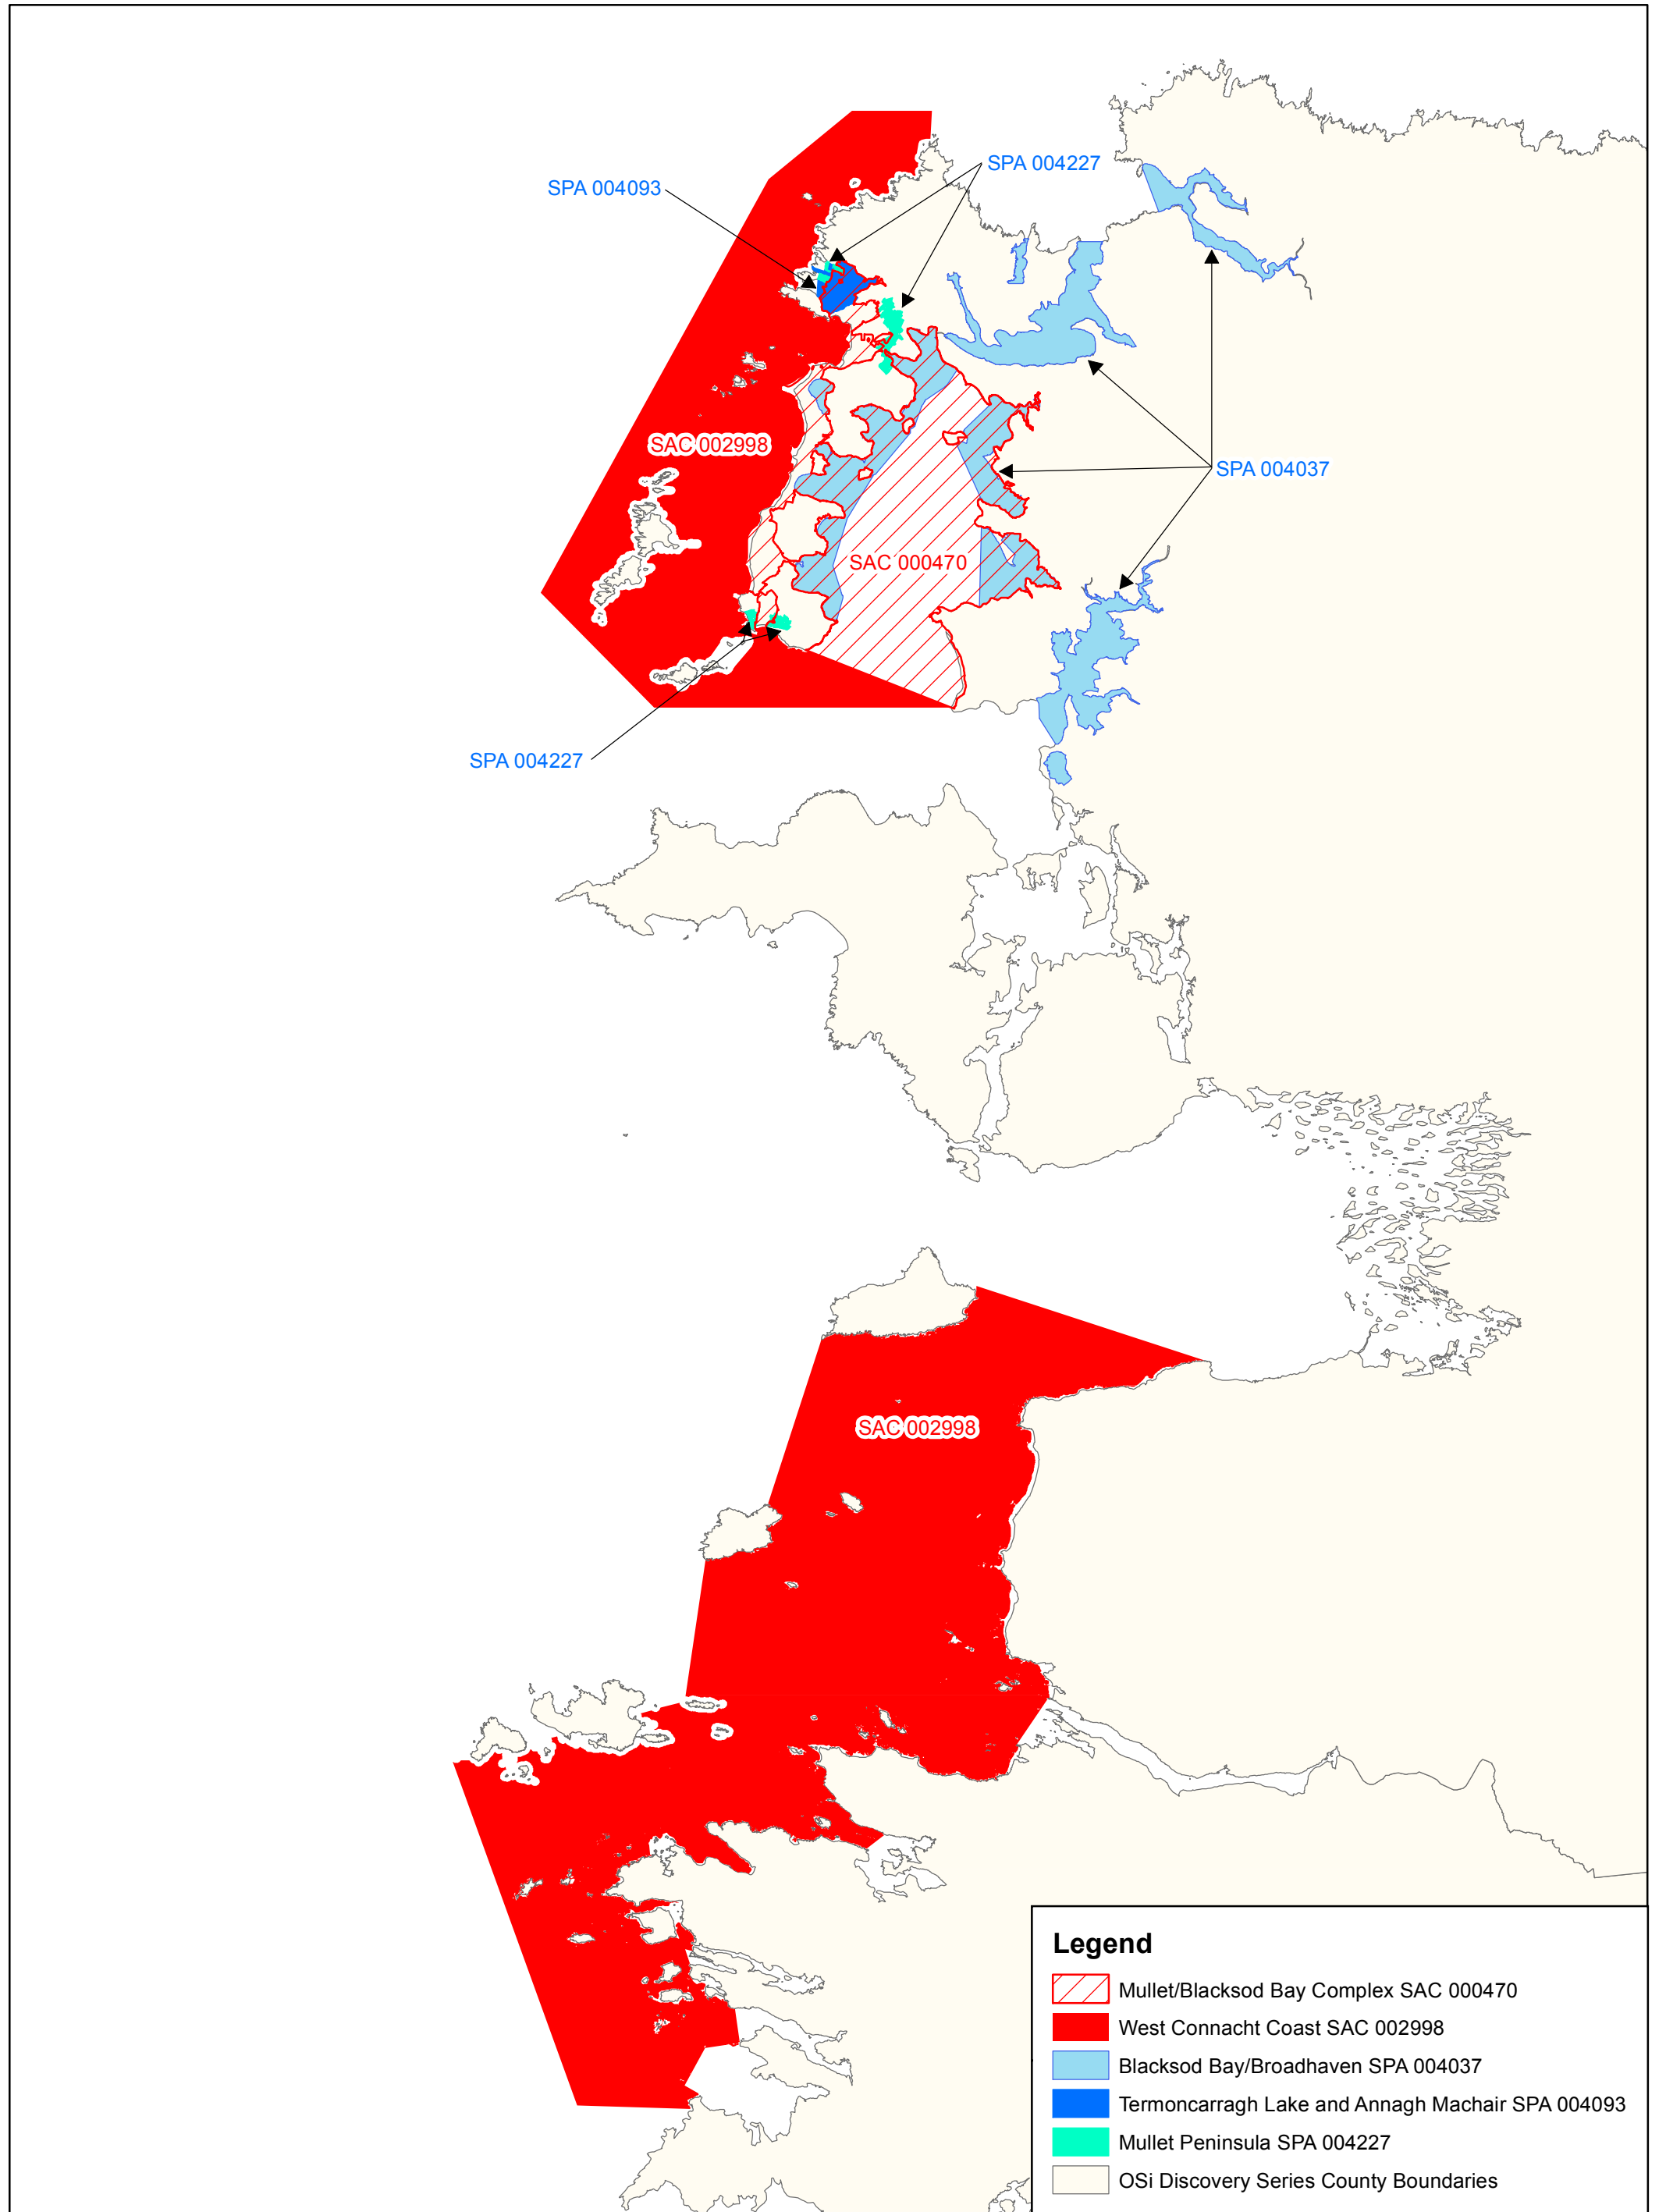 SPA 004227
SPA 004093
SAC 002998
SPA 004037
SAC 000470
SPA 004227
SAC 002998
Legend
Mullet/Blacksod Bay Complex SAC 000470
West Connacht Coast SAC 002998
Blacksod Bay/Broadhaven SPA 004037
Termoncarragh Lake and Annagh Machair SPA 004093
Mullet Peninsula SPA 004227
OSi Discovery Series County Boundaries